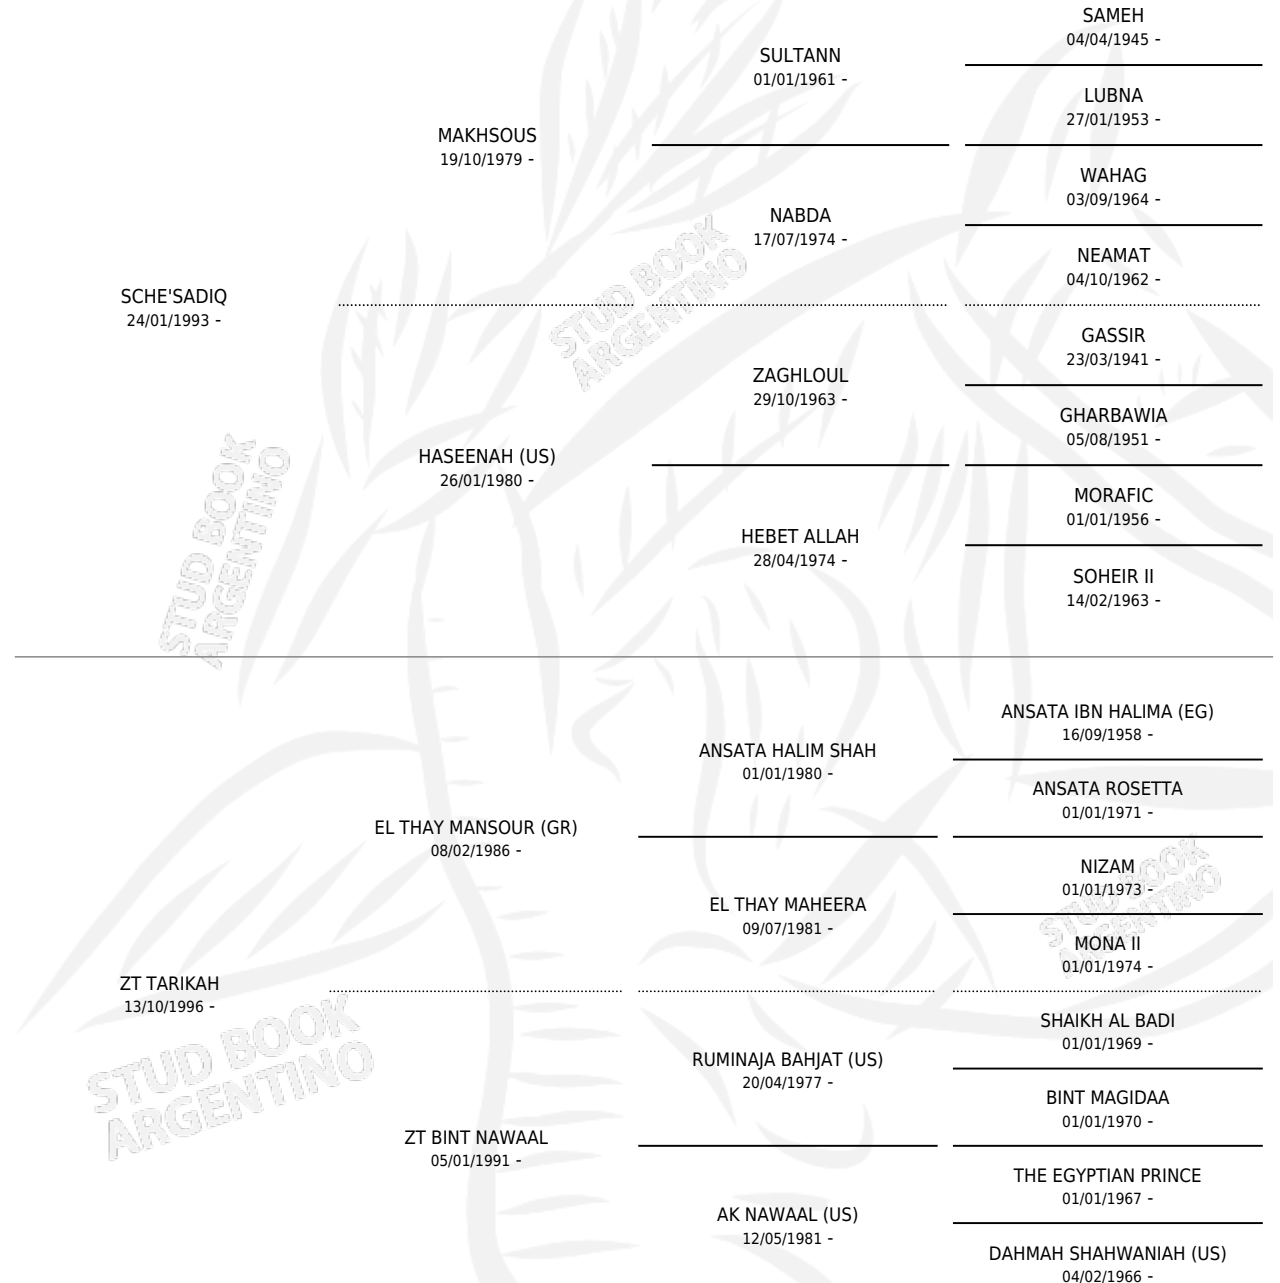 SAMEH
04/04/1945 -
SULTANN
01/01/1961 -
LUBNA
27/01/1953 -
MAKHSOUS
19/10/1979 -
WAHAG
03/09/1964 -
NABDA
17/07/1974 -
NEAMAT
04/10/1962 -
SCHE'SADIQ
24/01/1993 -
GASSIR
23/03/1941 -
ZAGHLOUL
29/10/1963 -
GHARBAWIA
05/08/1951 -
HASEENAH (US)
26/01/1980 -
MORAFIC
01/01/1956 -
HEBET ALLAH
28/04/1974 -
SOHEIR II
14/02/1963 -
STUD BOOK
ARGENTINO
STUD BOOK
ARGENTINO
ANSATA IBN HALIMA (EG)
16/09/1958 -
ANSATA HALIM SHAH
01/01/1980 -
ANSATA ROSETTA
01/01/1971 -
EL THAY MANSOUR (GR)
08/02/1986 -
NIZAM
01/01/1973 -
EL THAY MAHEERA
09/07/1981 -
MONA II
01/01/1974 -
ZT TARIKAH
13/10/1996 -
SHAIKH AL BADI
01/01/1969 -
RUMINAJA BAHJAT (US)
20/04/1977 -
BINT MAGIDAA
01/01/1970 -
ZT BINT NAWAAL
05/01/1991 -
THE EGYPTIAN PRINCE
01/01/1967 -
AK NAWAAL (US)
12/05/1981 -
DAHMAH SHAHWANIAH (US)
04/02/1966 -
STUD BOOK
ARGENTINO
STUD BOOK
ARGENTINO